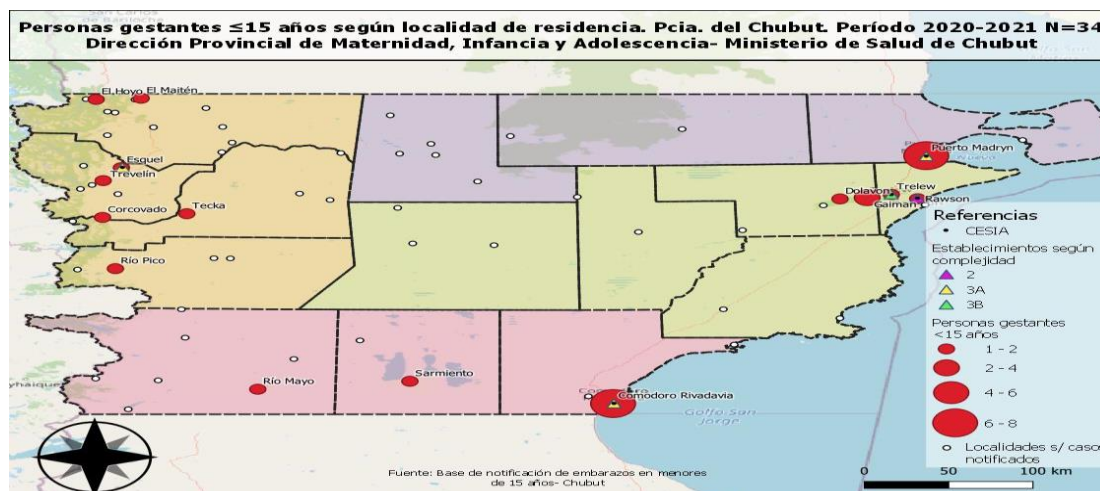 Personas gestantes ≤15 años según localidad de residencia. Pcia. del Chubut. Período 2020-2021 N=34
Dirección Provincial de Maternidad, Infancia y Adolescencia- Ministerio de Salud de Chubut
El Hoyo El Maitén
Esquel
Trevelín
Corcovado
Tecka
Río Pico
Río Mayo
Sarmiento
Comodoro Rivadavia
Golfo San
Jorge
Puerto Madryn
Dolavon
Trelew
Gaiman
Rawson
Referencias
CESIA
Establecimientos según
complejidad
2
3A
3B
Personas gestantes
<15 años
1 - 2
2 - 4
4 - 6
6 - 8
Localidades s/ caso
notificados
Fuente: Base de notificación de embarazos en menores
de 15 años- Chubut
0 50 100 km